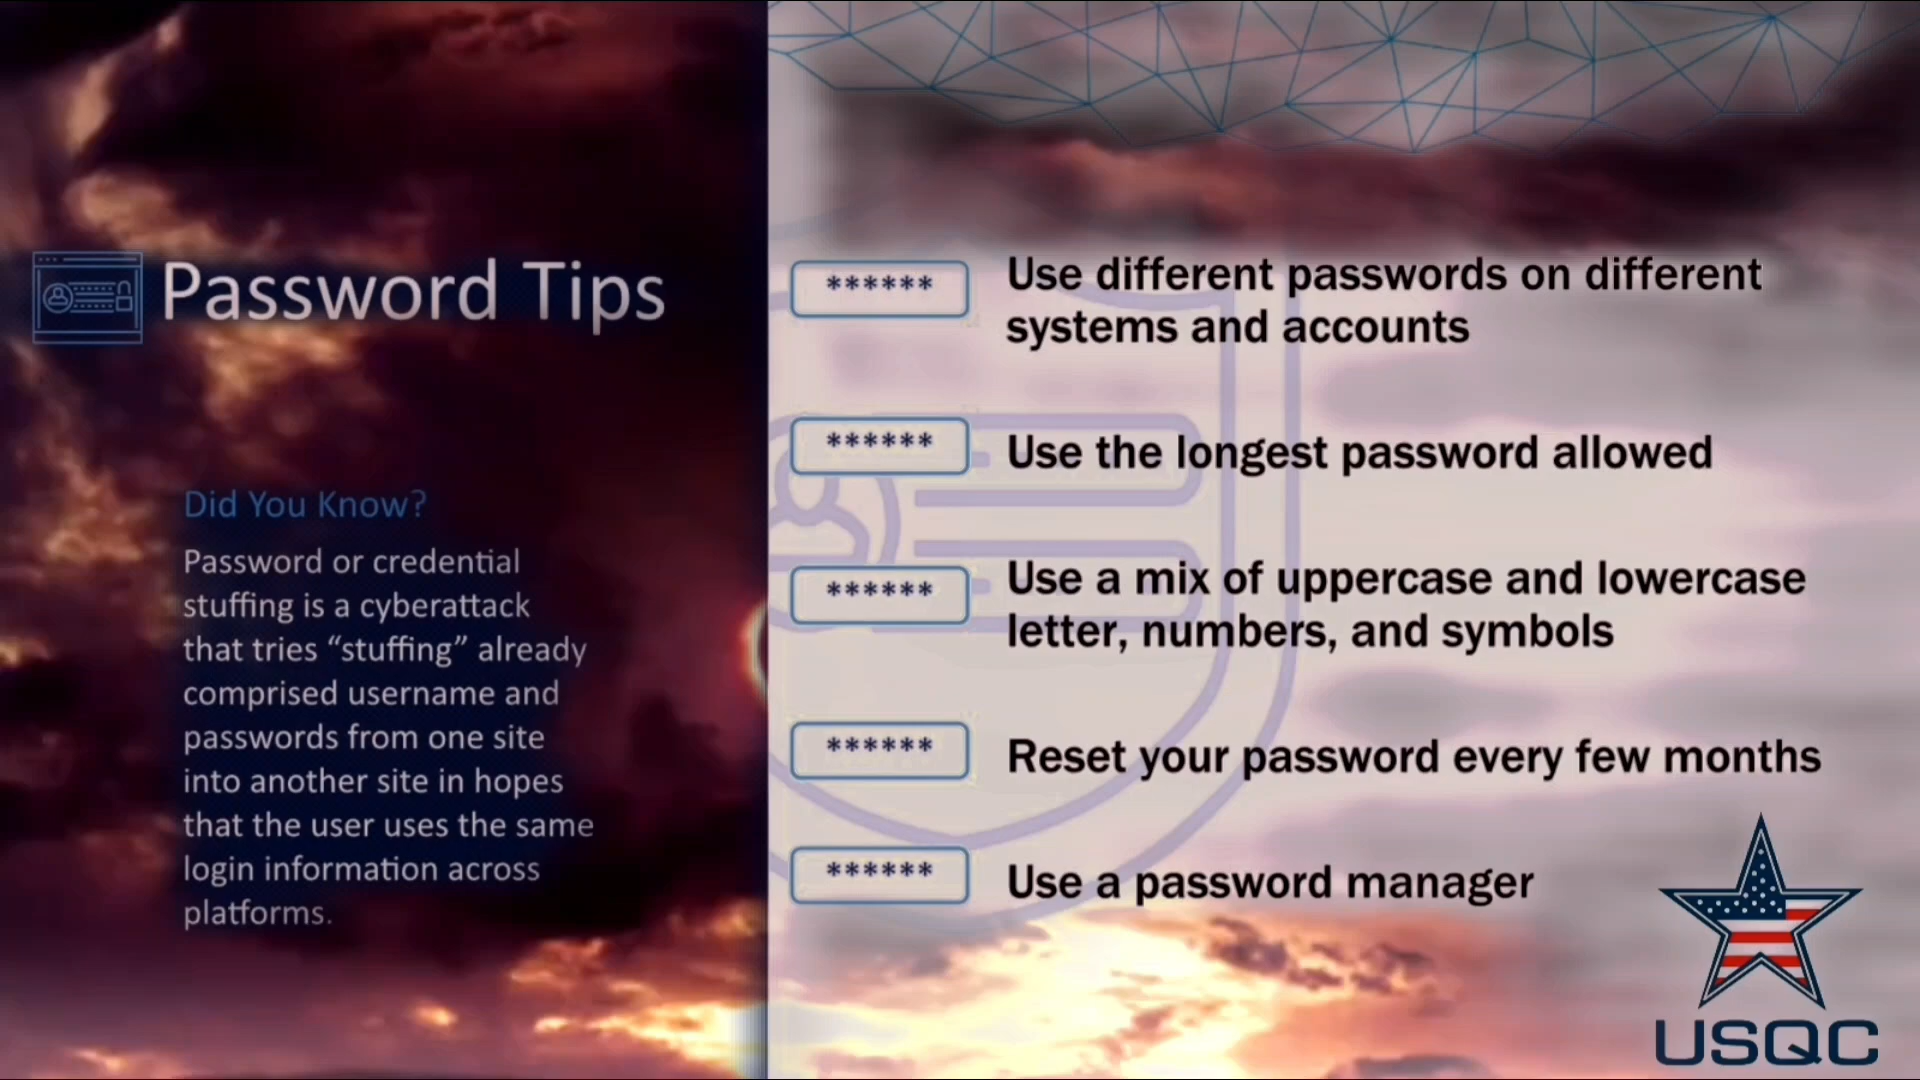 Password Tips
Did You Know?
Password or credential
stuffing is a cyberattack
that tries “stuffing” already
comprised username and
passwords from one site
into another site in hopes
that the user uses the same
login information across
platforms.
****** Use different passwords on different
systems and accounts
****** Use the longest password allowed
****** Use a mix of uppercase and lowercase
letter, numbers, and symbols
****** Reset your password every few months
****** Use a password manager
USQC